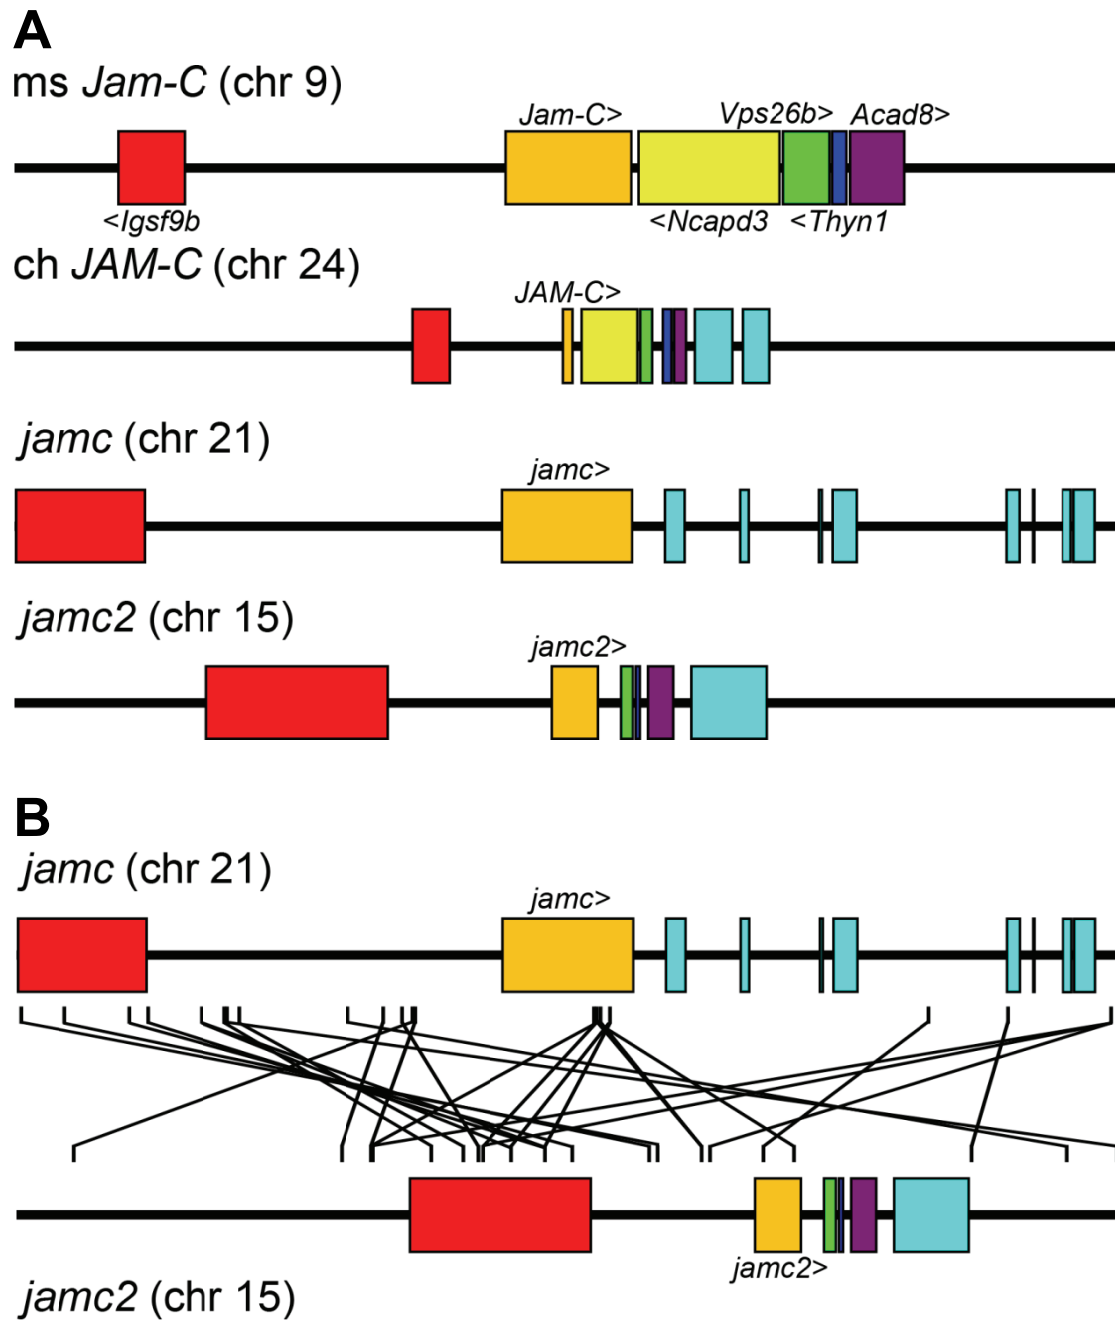 A
ms Jam-C (chr 9)
Jam-C> Vps26b> Acad8>
<Igsf9b <Ncapd3 <Thyn1
ch JAM-C (chr 24)
JAM-C>
jamc (chr 21)
jamc>
jamc2 (chr 15)
jamc2>
B
jamc (chr 21)
jamc>
jamc2>
jamc2 (chr 15)